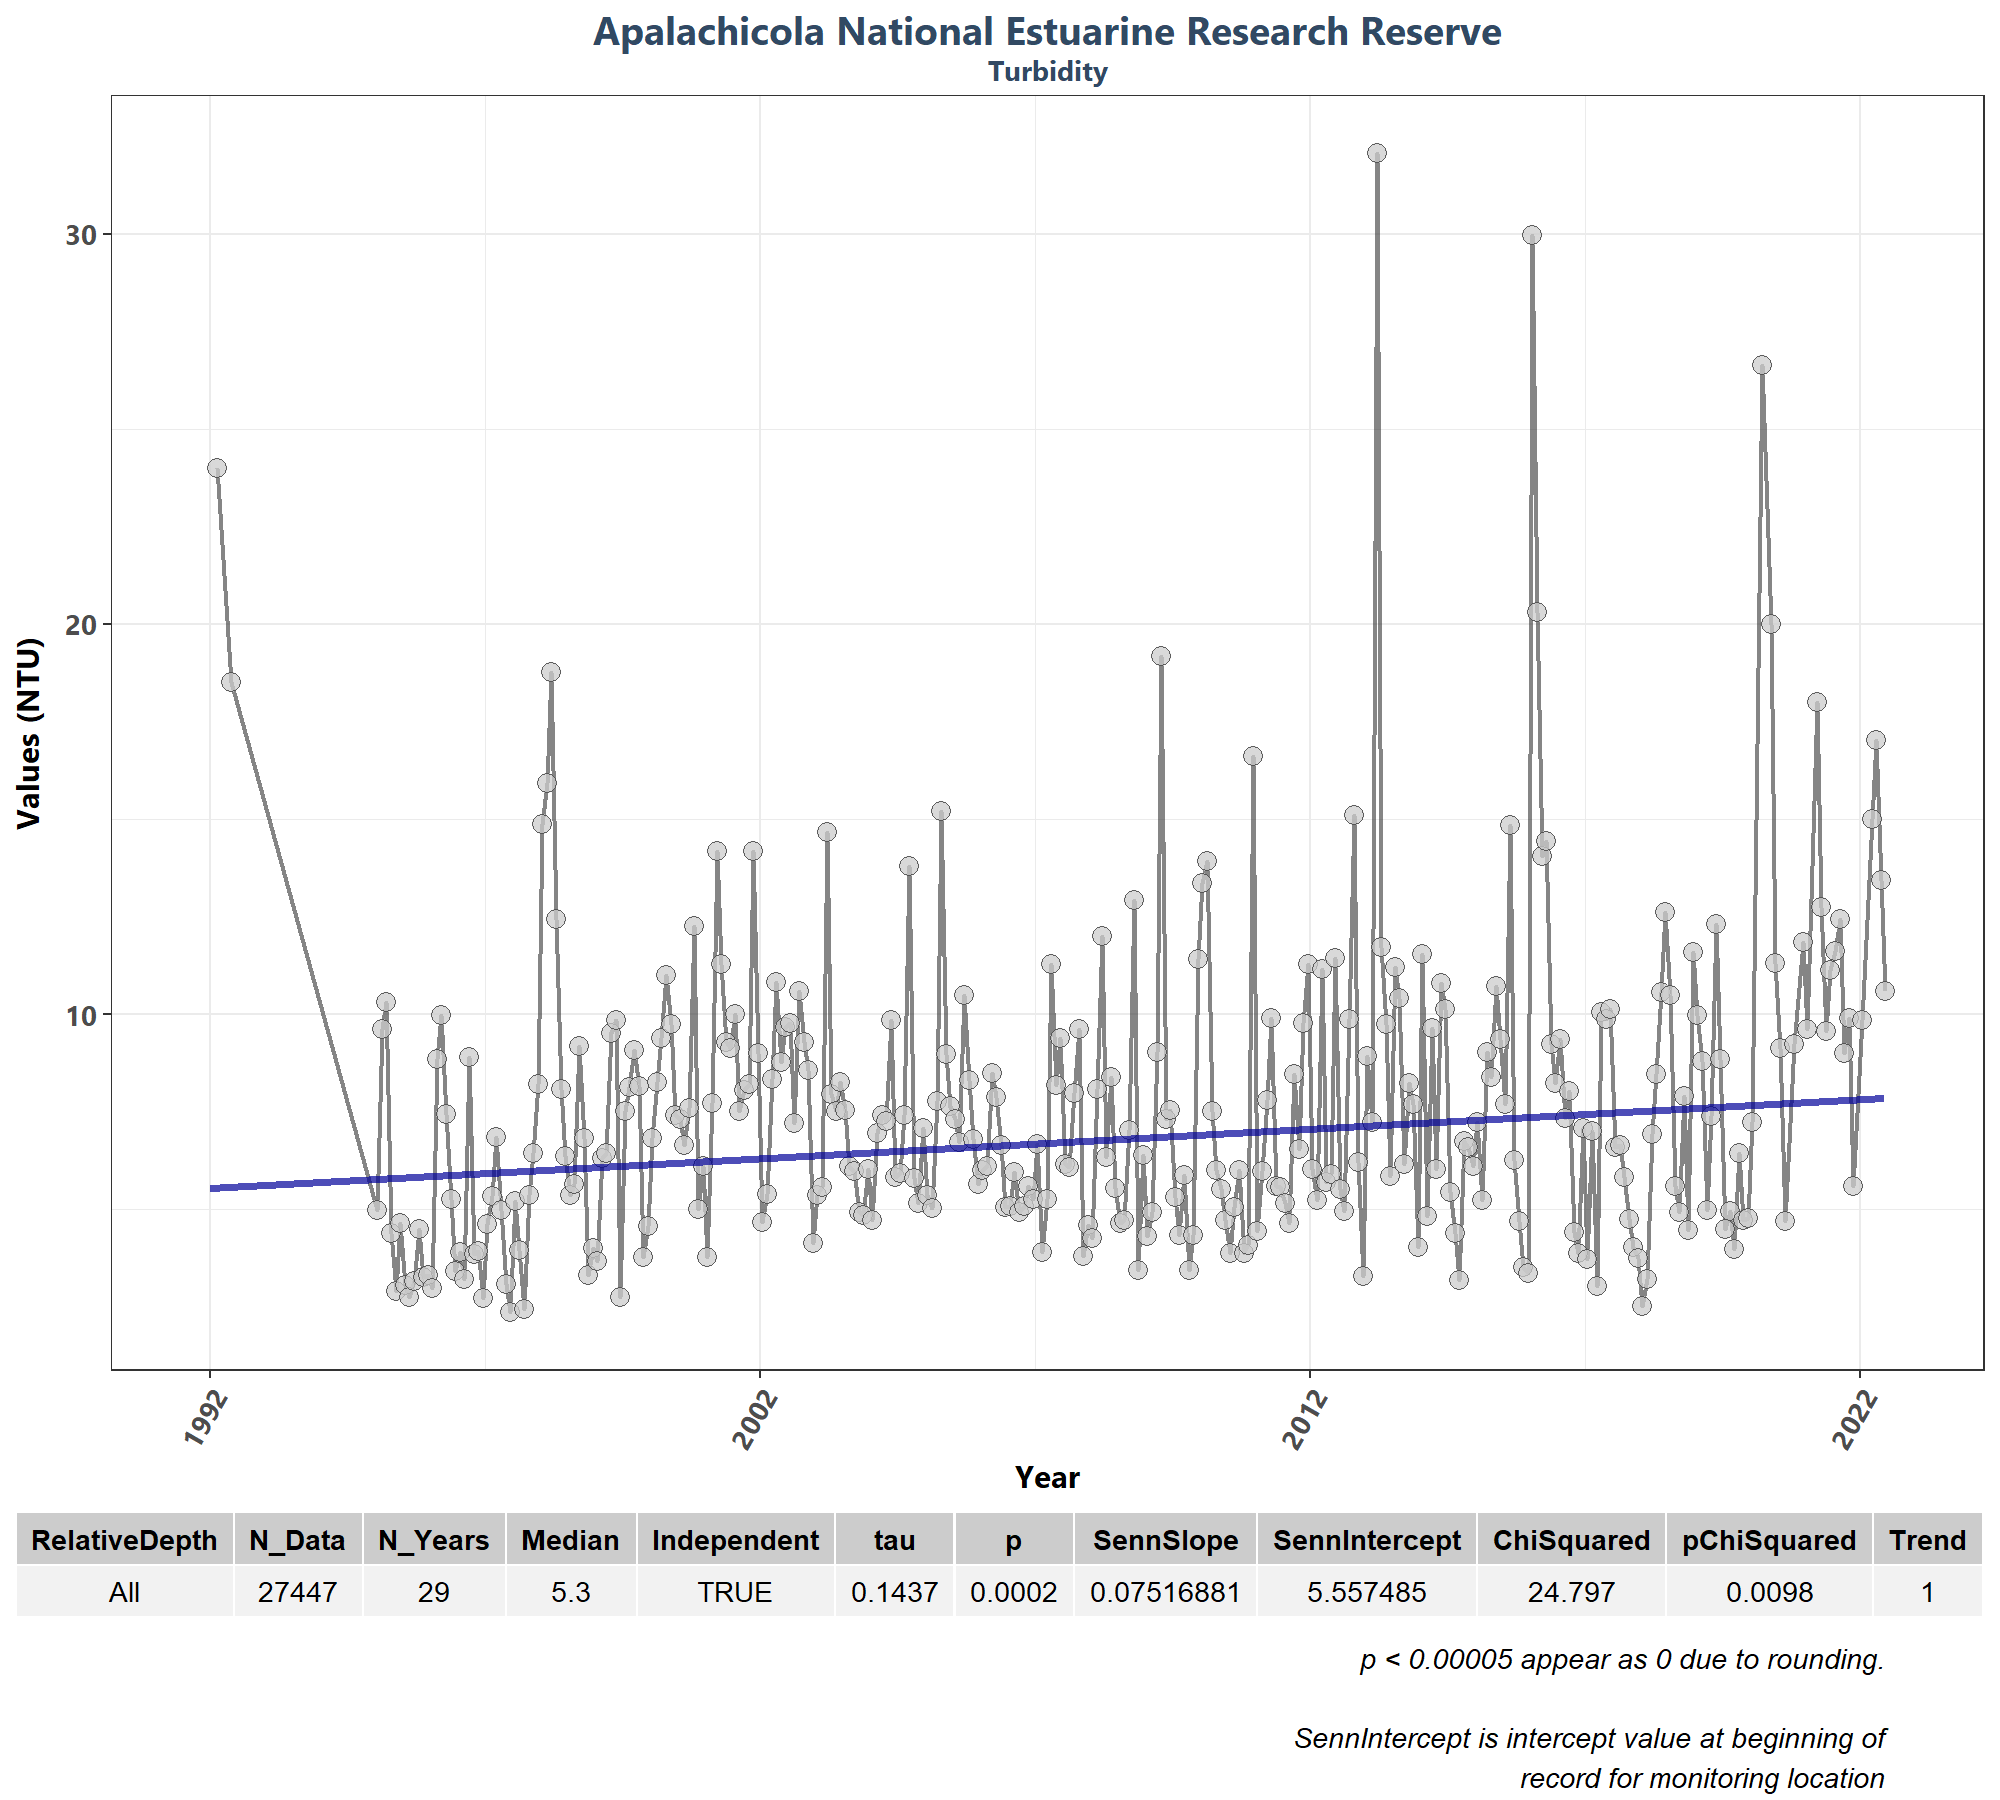 Apalachicola National Estuarine Research Reserve
Turbidity
Values (NTU)
30
20
10
1992
2002
2012
2022
Year
RelativeDepth N_Data N_Years Median Independent tau p SennSlope SennIntercept ChiSquared pChiSquared Trend
All 27447 29 5.3 TRUE 0.1437 0.0002 0.07516881 5.557485 24.797 0.0098 1
p < 0.00005 appear as 0 due to rounding.
SennIntercept is intercept value at beginning of
record for monitoring location